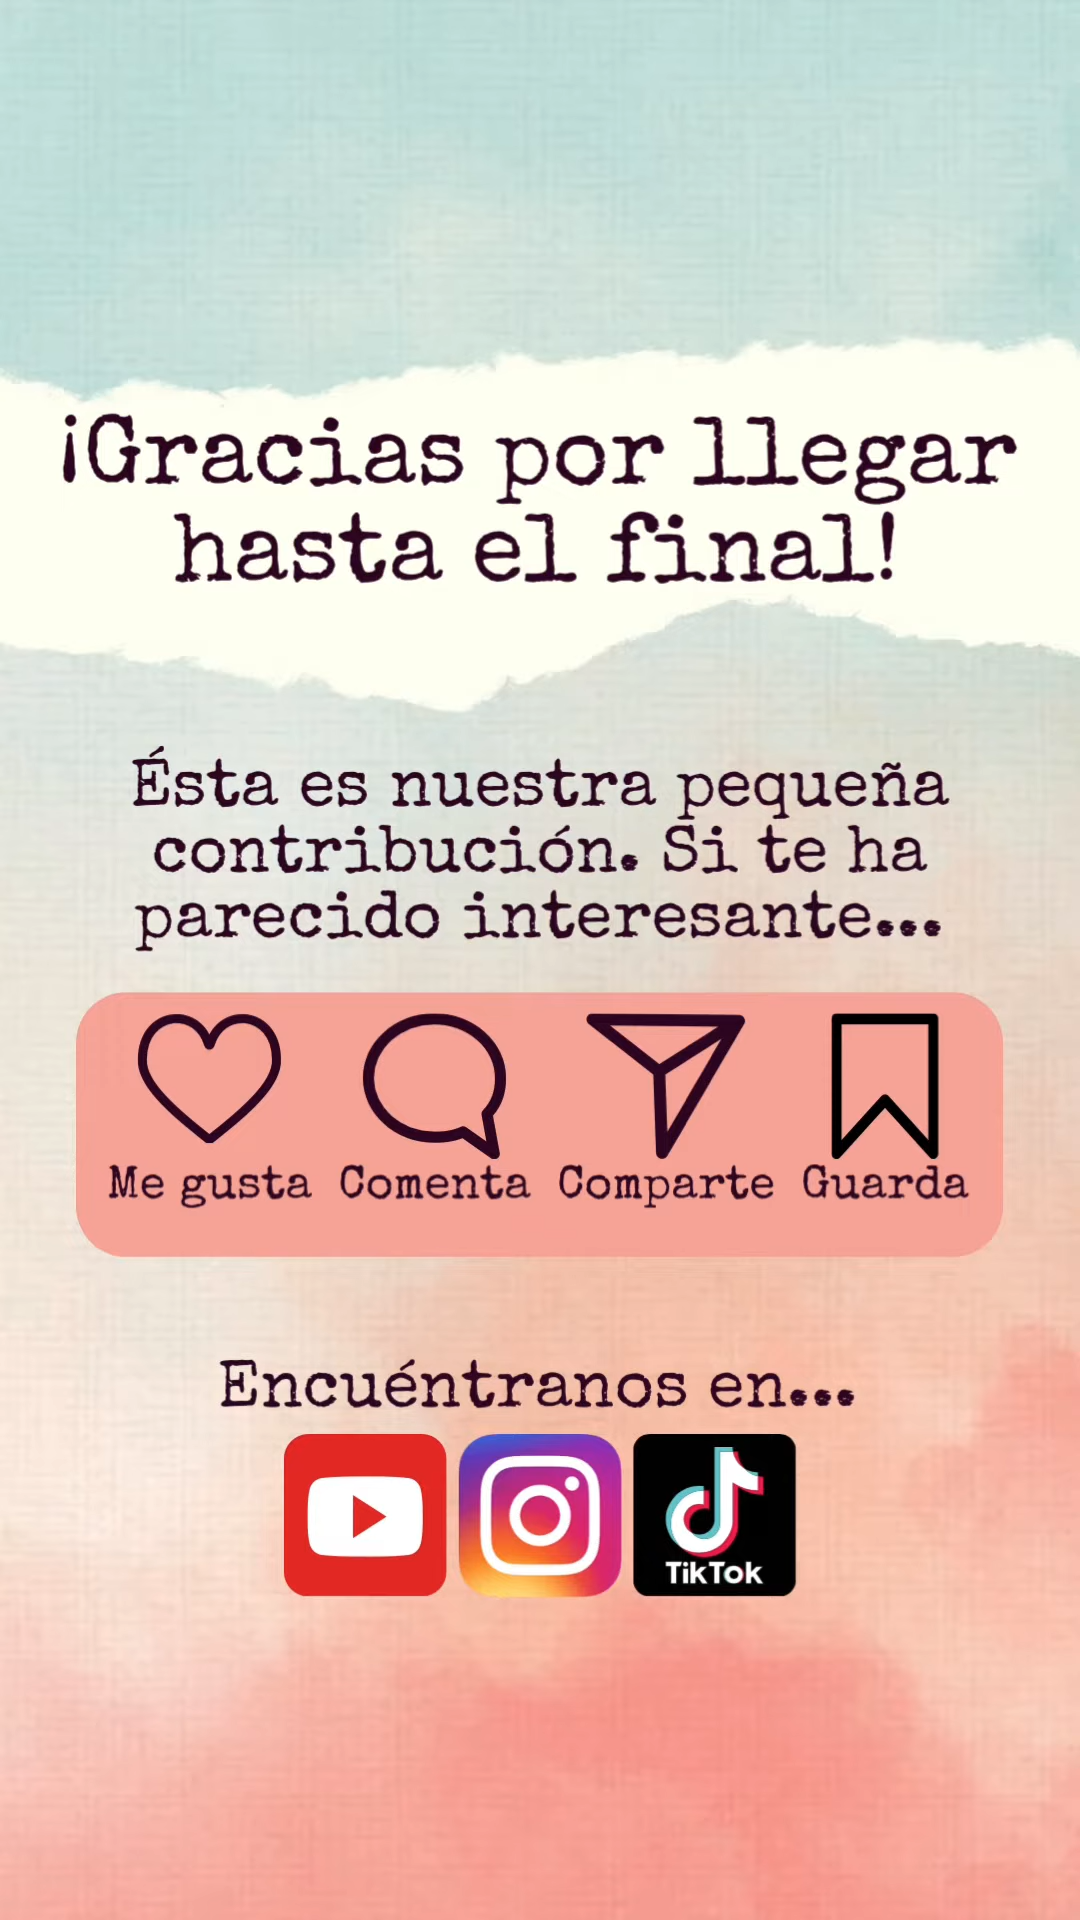 ¡Gracias por llegar
hasta el final!
Ésta es nuestra pequeña
contribución. Si te ha
parecido interesante...
Me gusta Comenta Comparte Guarda
Encuéntranos en...
TikTok